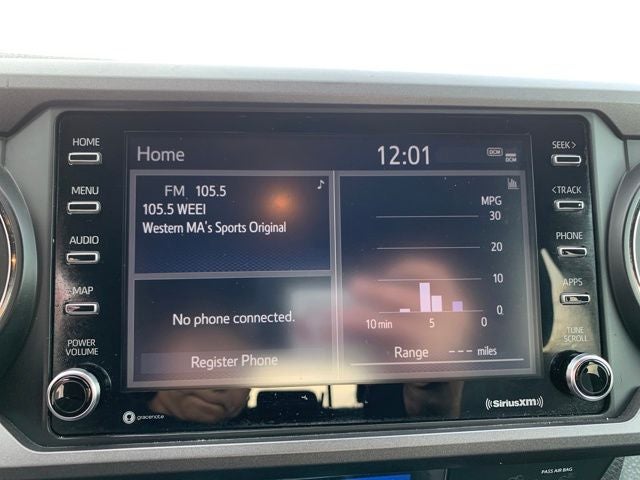 HOME
MENU
AUDIO
MAP
POWER
VOLUME
Home
12:01
DCM
DCM
FM 105.5
105.5 WEEI
Western MA's Sports Original
No phone connected.
Register Phone
MPG
30
20
10
0
10 min 5 0
Range --- miles
SEEK >
< TRACK
PHONE
APPS
TUNE
SCROLL
gracenote
((SiriusXM))
PASS AIR BAG